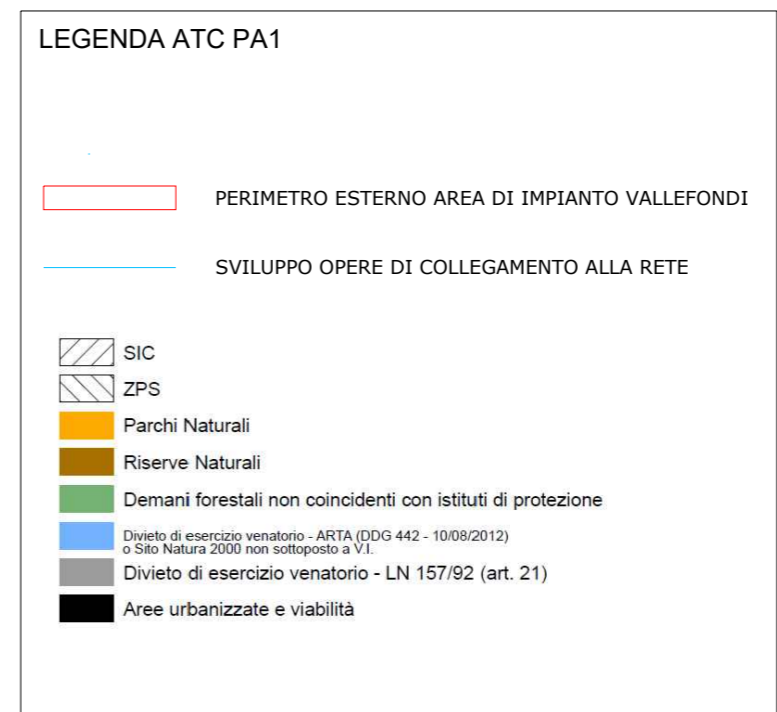 LEGENDA ATC PA1
PERIMETRO ESTERNO AREA DI IMPIANTO VALLEFONDI
SVILUPPO OPERE DI COLLEGAMENTO ALLA RETE
SIC
ZPS
Parchi Naturali
Riserve Naturali
Demani forestali non coincidenti con istituti di protezione
Divieto di esercizio venatorio - ARTA (DDG 442 - 10/08/2012)
o Sito Natura 2000 non sottoposto a V.I.
Divieto di esercizio venatorio - LN 157/92 (art. 21)
Aree urbanizzate e viabilità